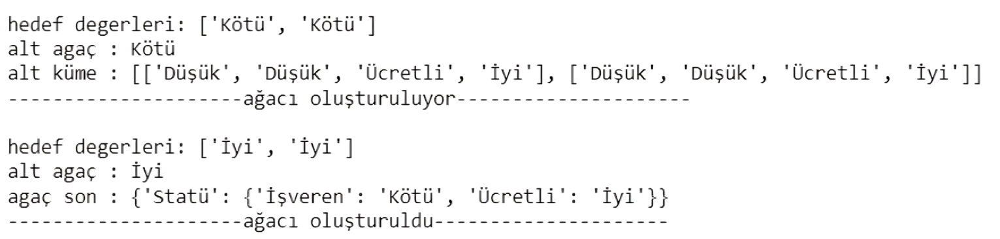 hedef degerleri: ['Kötü', 'Kötü']
alt agaç : Kötü
alt küme : [['Düşük', 'Düşük', 'Ücretli', 'İyi'], ['Düşük', 'Düşük', 'Ücretli', 'İyi']]
---------------------ağacı oluşturuluyor---------------------
hedef degerleri: ['İyi', 'İyi']
alt agaç : İyi
agaç son : {'Statü': {'İşveren': 'Kötü', 'Ücretli': 'İyi'}}
---------------------ağacı oluşturuldu---------------------